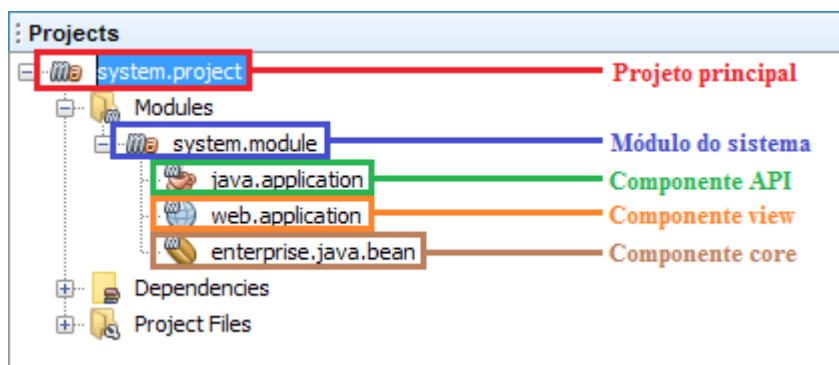 Projects
system.project Projeto principal
Modules
system.module Módulo do sistema
java.application Componente API
web.application Componente view
enterprise.java.bean Componente core
Dependencies
Project Files